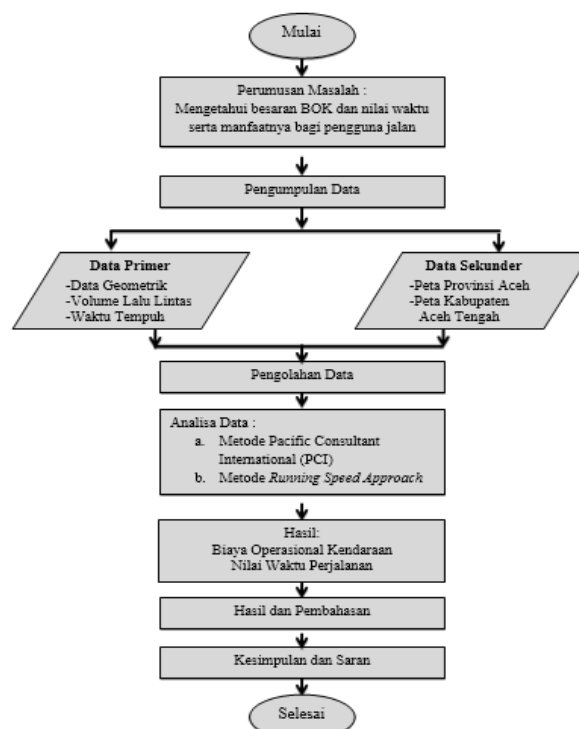 Mulai
Perumusan Masalah :
Mengetahui besaran BOK dan nilai waktu
serta manfaatnya bagi pengguna jalan
Pengumpulan Data
Data Primer
-Data Geometrik
-Volume Lalu Lintas
-Waktu Tempuh
Data Sekunder
-Peta Provinsi Aceh
-Peta Kabupaten
Aceh Tengah
Pengolahan Data
Analisa Data :
a. Metode Pacific Consultant
International (PCI)
b. Metode Running Speed Approach
Hasil:
Biaya Operasional Kendaraan
Nilai Waktu Perjalanan
Hasil dan Pembahasan
Kesimpulan dan Saran
Selesai